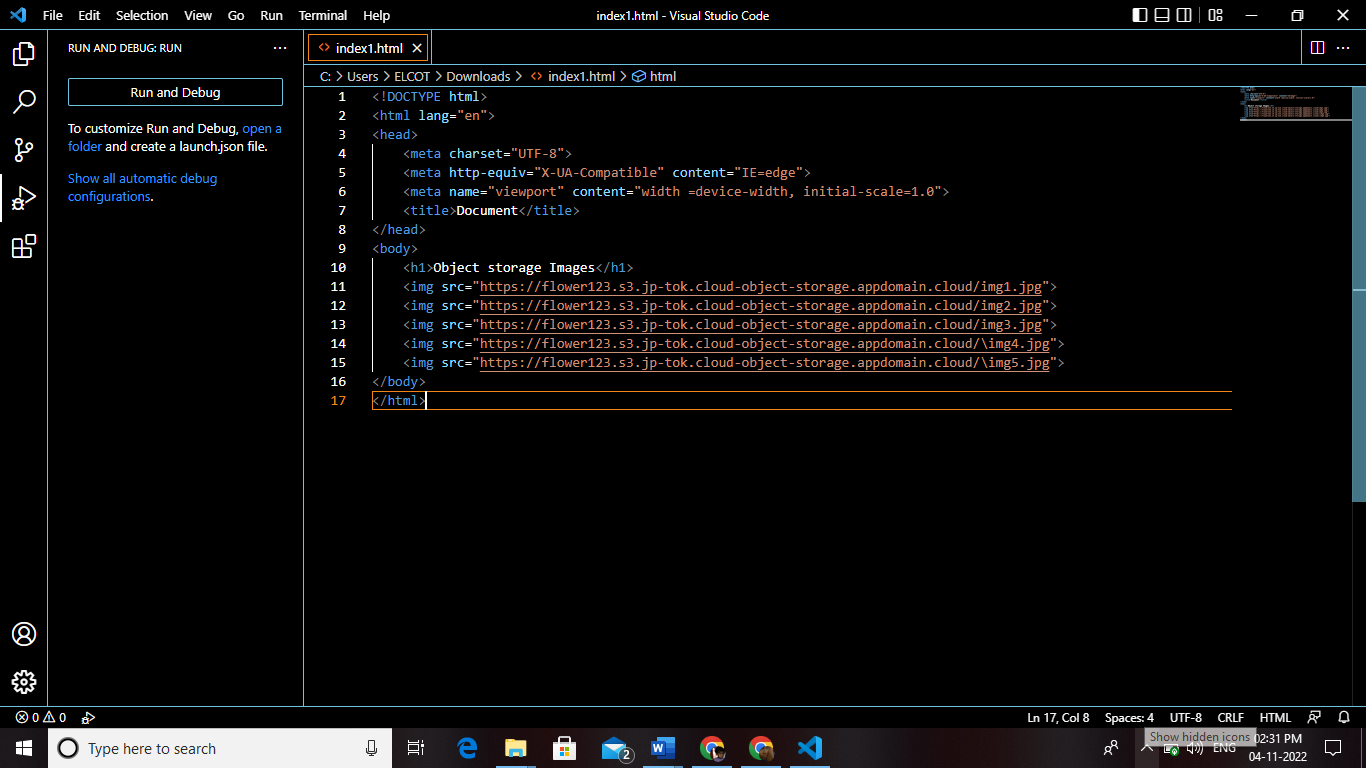 File Edit Selection View Go Run Terminal Help index1.html - Visual Studio Code
RUN AND DEBUG: RUN ···
Run and Debug
To customize Run and Debug, open a
folder and create a launch.json file.
Show all automatic debug
configurations.
index1.html
C: > Users > ELCOT > Downloads > index1.html > html
1 <!DOCTYPE html>
2 <html lang="en">
3 <head>
4 <meta charset="UTF-8">
5 <meta http-equiv="X-UA-Compatible" content="IE=edge">
6 <meta name="viewport" content="width =device-width, initial-scale=1.0">
7 <title>Document</title>
8 </head>
9 <body>
10 <h1>Object storage Images</h1>
11 <img src="https://flower123.s3.jp-tok.cloud-object-storage.appdomain.cloud/img1.jpg">
12 <img src="https://flower123.s3.jp-tok.cloud-object-storage.appdomain.cloud/img2.jpg">
13 <img src="https://flower123.s3.jp-tok.cloud-object-storage.appdomain.cloud/img3.jpg">
14 <img src="https://flower123.s3.jp-tok.cloud-object-storage.appdomain.cloud/\img4.jpg">
15 <img src="https://flower123.s3.jp-tok.cloud-object-storage.appdomain.cloud/\img5.jpg">
16 </body>
17 </html>
0 0 Ln 17, Col 8 Spaces: 4 UTF-8 CRLF HTML
Show hidden icons
Type here to search 2 ENG 02:31 PM
04-11-2022